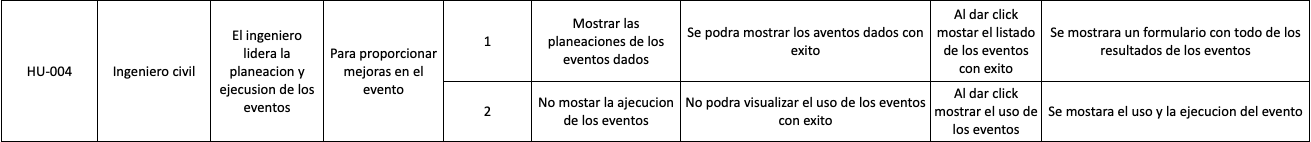 HU-004
Ingeniero civil
El ingeniero
lidera la
planeacion y
ejecusion de los
eventos
Para proporcionar
mejoras en el
evento
1
Mostrar las
planeaciones de los
eventos dados
Se podra mostrar los aventos dados con
exito
Al dar click
mostar el listado
de los eventos
con exito
Se mostrara un formulario con todo de los
resultados de los eventos
2
No mostar la ajecucion
de los eventos
No podra visualizar el uso de los eventos
con exito
Al dar click
mostrar el uso de
los eventos
Se mostara el uso y la ejecucion del evento